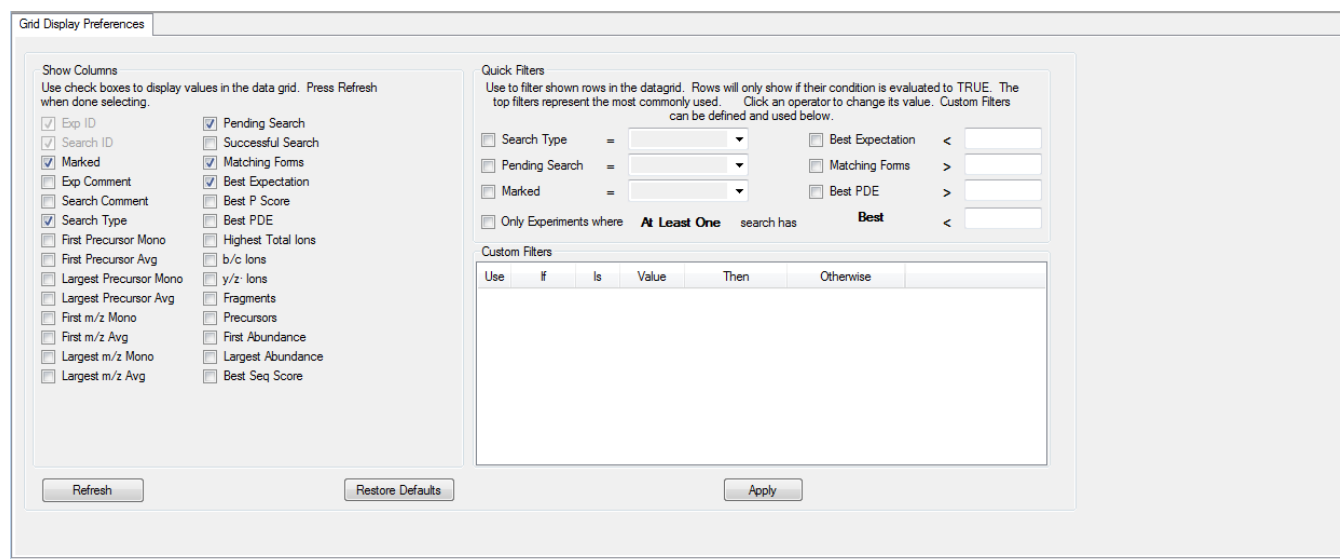 Grid Display Preferences
Show Columns
Use check boxes to display values in the data grid. Press Refresh
when done selecting.
Exp ID
Search ID
Marked
Exp Comment
Search Comment
Search Type
First Precursor Mono
First Precursor Avg
Largest Precursor Mono
Largest Precursor Avg
First m/z Mono
First m/z Avg
Largest m/z Mono
Largest m/z Avg
Pending Search
Successful Search
Matching Forms
Best Expectation
Best P Score
Best PDE
Highest Total Ions
b/c Ions
y/z· Ions
Fragments
Precursors
First Abundance
Largest Abundance
Best Seq Score
Refresh
Restore Defaults
Quick Filters
Use to filter shown rows in the datagrid. Rows will only show if their condition is evaluated to TRUE. The
top filters represent the most commonly used. Click an operator to change its value. Custom Filters
can be defined and used below.
Search Type =
Best Expectation <
Pending Search =
Matching Forms >
Marked =
Best PDE >
Only Experiments where At Least One search has Best <
Custom Filters
Use If Is Value Then Otherwise
Apply